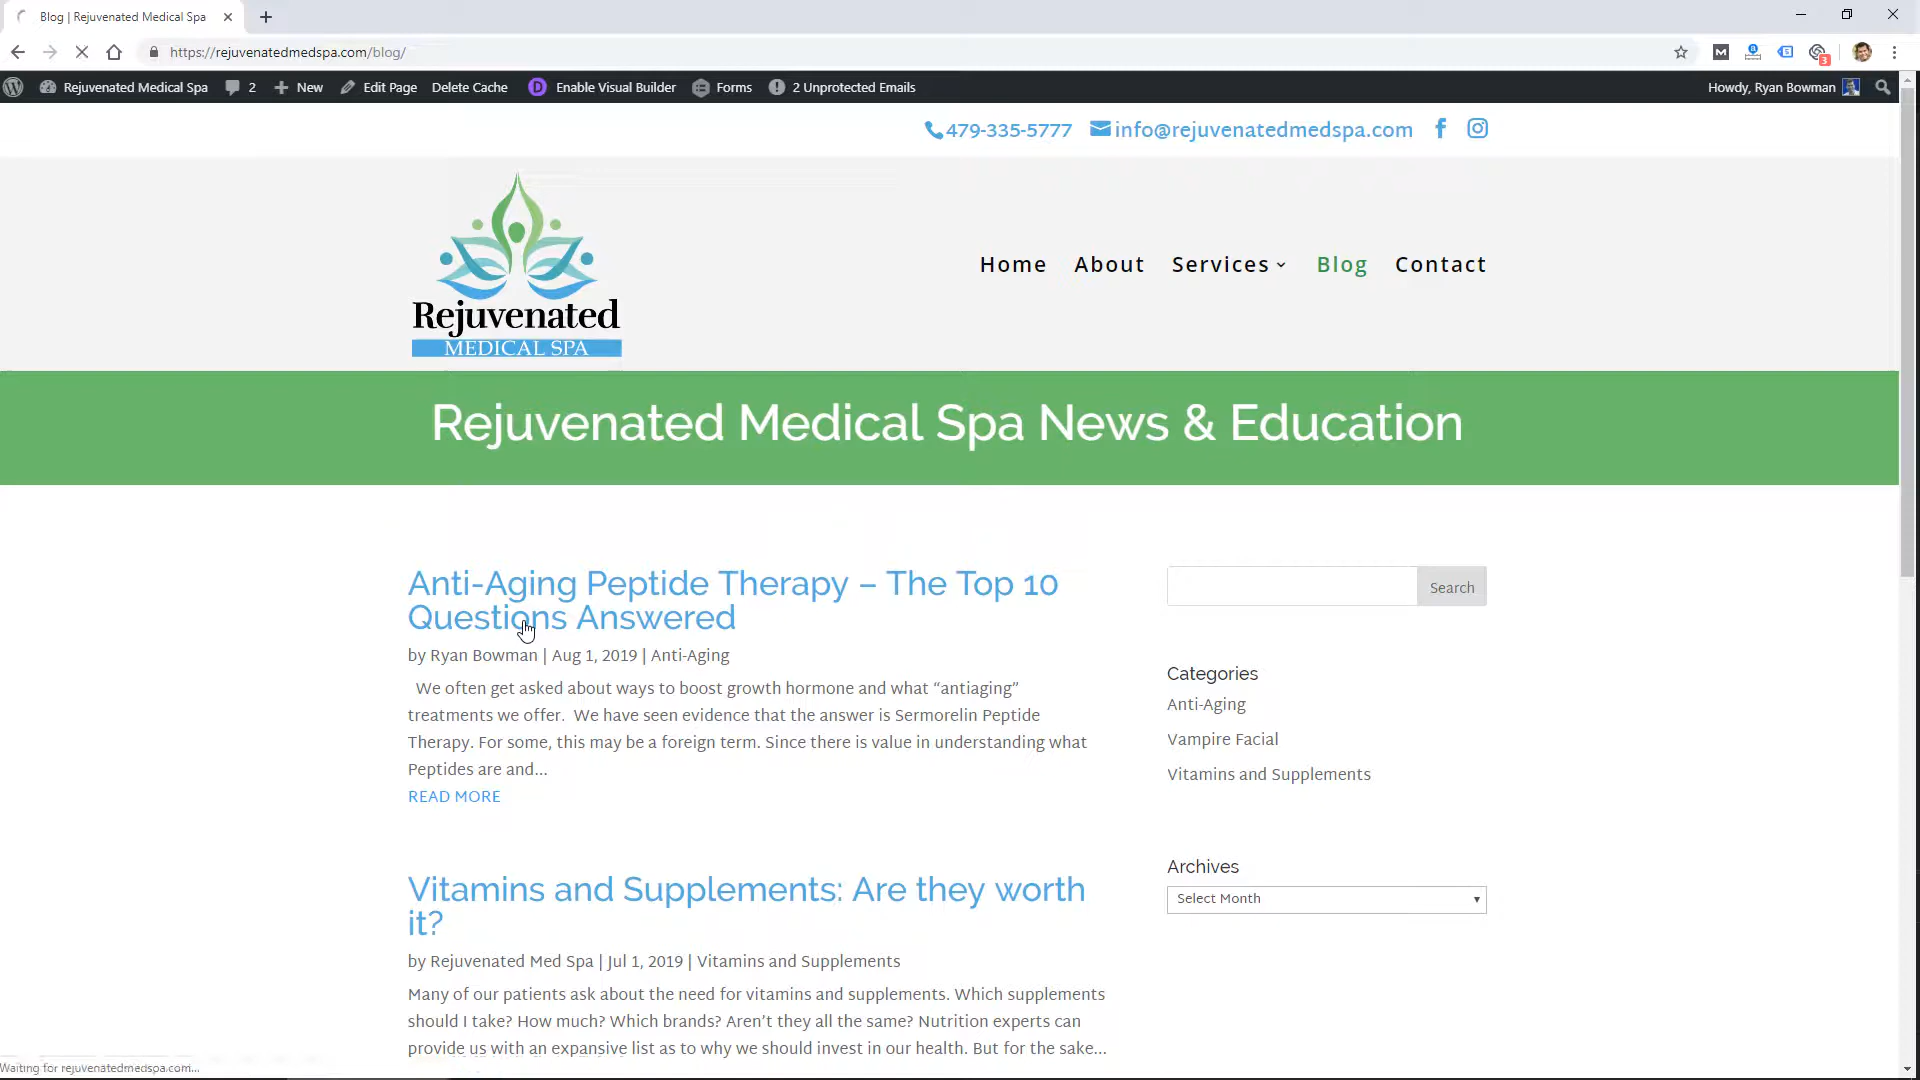 Blog | Rejuvenated Medical Spa
https://rejuvenatedmedspa.com/blog/
3
Rejuvenated Medical Spa 2 New Edit Page Delete Cache D Enable Visual Builder Forms 2 Unprotected Emails Howdy, Ryan Bowman
479-335-5777 info@rejuvenatedmedspa.com
Rejuvenated
MEDICAL SPA
Home About Services Blog Contact
Rejuvenated Medical Spa News & Education
Anti-Aging Peptide Therapy – The Top 10
Questions Answered
by Ryan Bowman | Aug 1, 2019 | Anti-Aging
We often get asked about ways to boost growth hormone and what “antiaging”
treatments we offer. We have seen evidence that the answer is Sermorelin Peptide
Therapy. For some, this may be a foreign term. Since there is value in understanding what
Peptides are and...
READ MORE
Vitamins and Supplements: Are they worth
it?
by Rejuvenated Med Spa | Jul 1, 2019 | Vitamins and Supplements
Many of our patients ask about the need for vitamins and supplements. Which supplements
should I take? How much? Which brands? Aren’t they all the same? Nutrition experts can
provide us with an expansive list as to why we should invest in our health. But for the sake...
Search
Categories
Anti-Aging
Vampire Facial
Vitamins and Supplements
Archives
Select Month
Waiting for rejuvenatedmedspa.com...